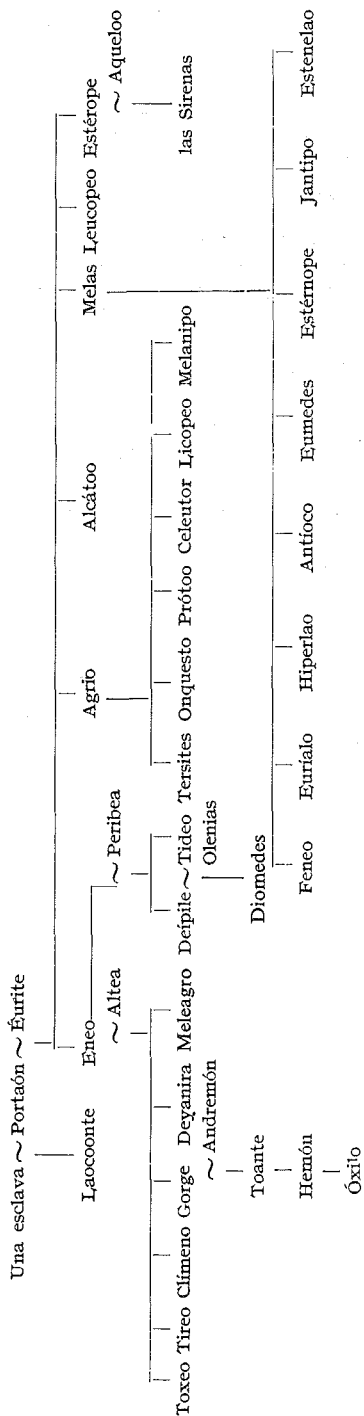 Una esclava ~ Portaón ~ Éurite
Laocoonte Eneo Agrio Alcátoo Melas Leucopeo Estérope
~ Altea ~ Peribea ~ Aqueloo
las Sirenas
Toxeo Tireo Clímeno Gorge Deyanira Meleagro Deípile ~ Tideo Olenias Tersites Onquesto Prótoo Celeutor Licopeo Melanipo
~ Andremón
Toante Diomedes
Hemón Feneo Euríalo Hiperlao Antíoco Eumedes Estérnope Jantipo Estenelao
Óxilo